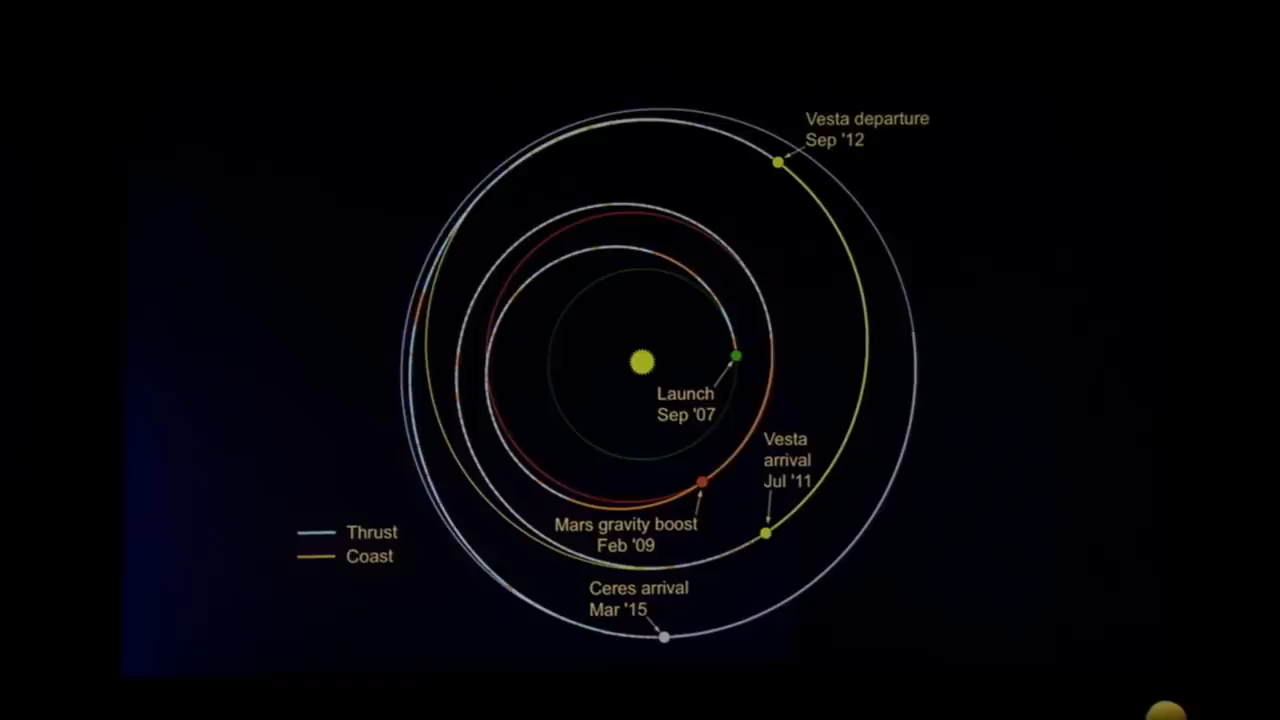 Vesta departure
Sep '12
Launch
Sep '07
Vesta
arrival
Jul '11
Mars gravity boost
Feb '09
Thrust
Coast
Ceres arrival
Mar '15